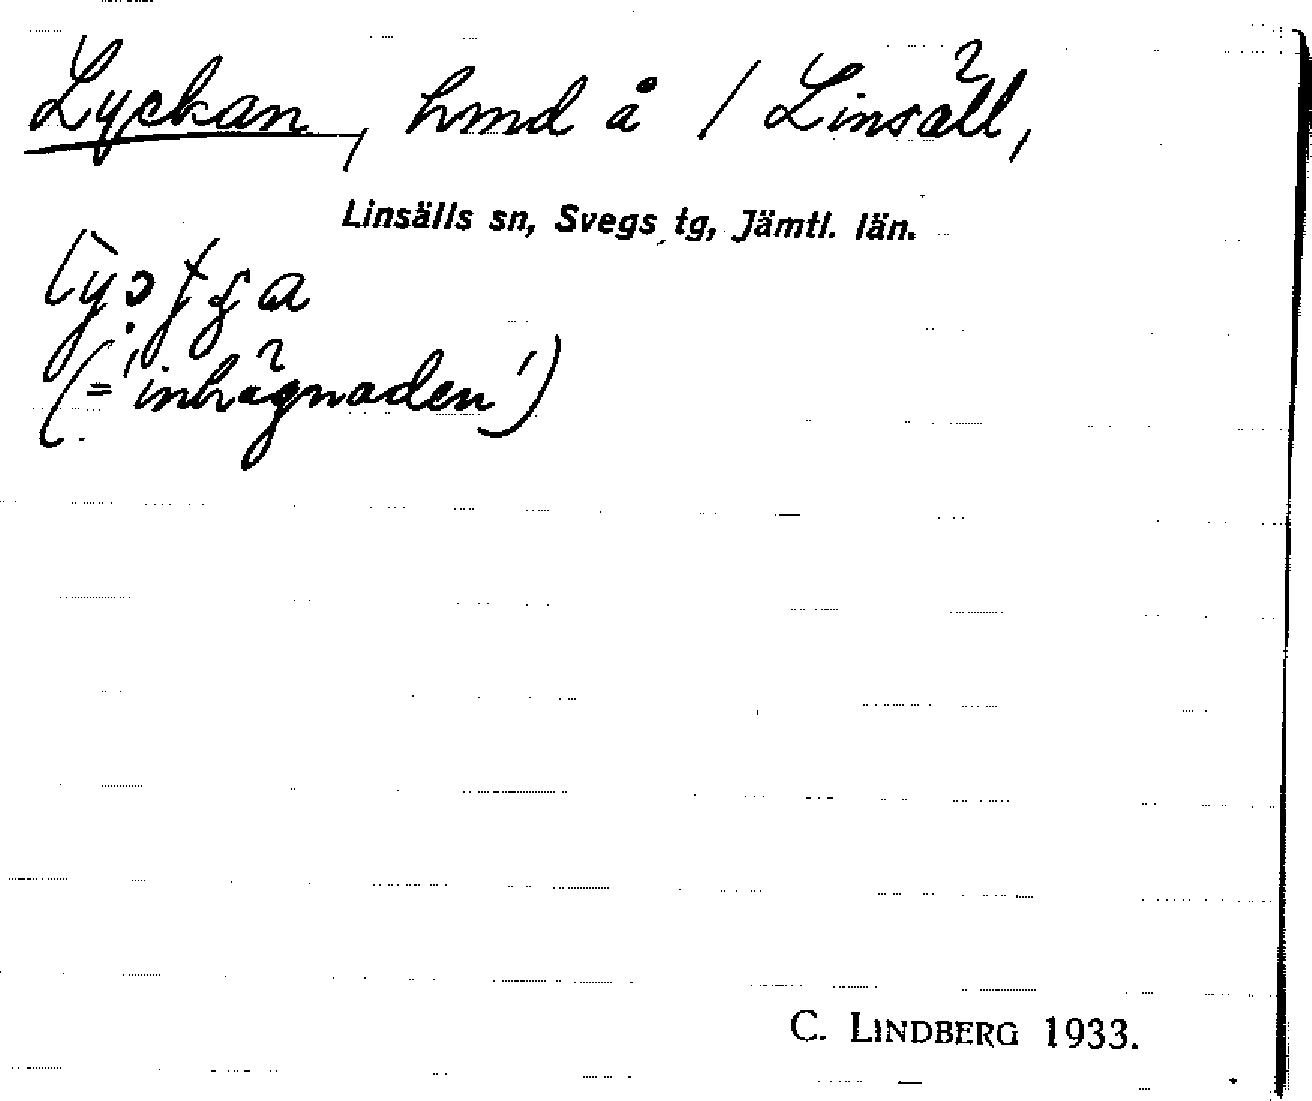 Lyckan, hmd å / Linsäll,
Linsälls sn, Svegs tg, Jämtl. län.
(= 'inhägnaden')
C. LINDBERG 1933.